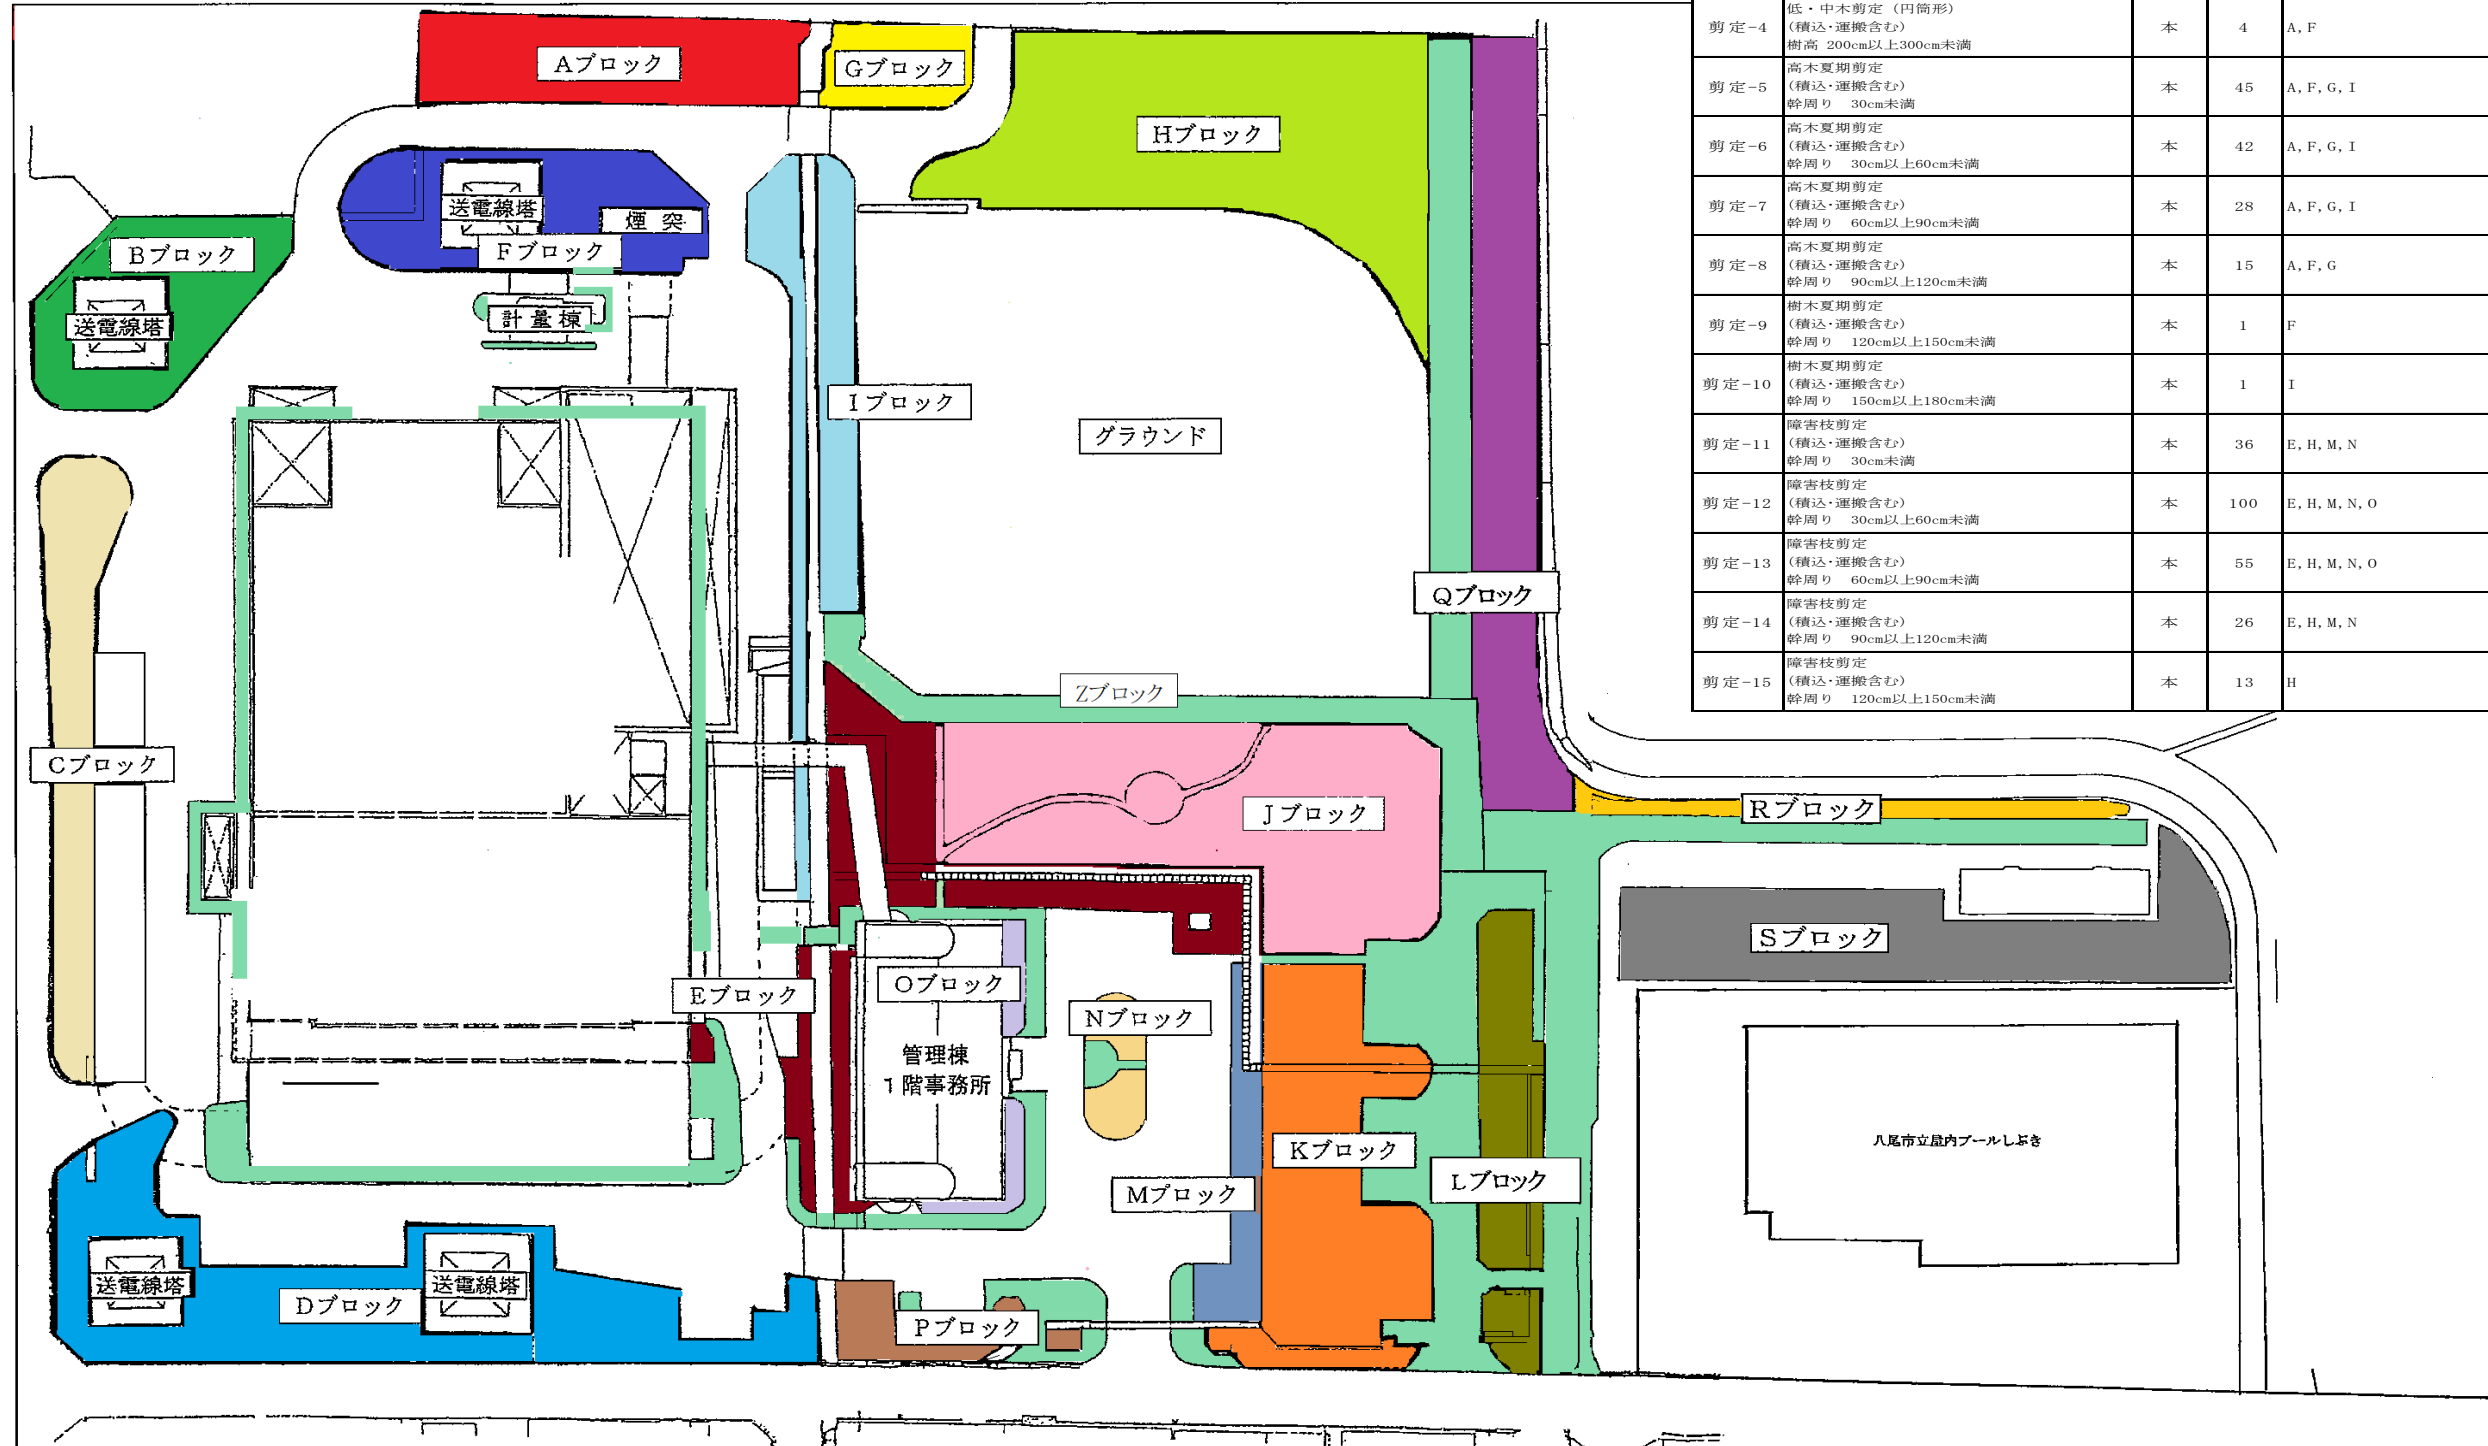 Aブロック
Gブロック
Hブロック
送電線塔
煙突
Fブロック
Bブロック
送電線塔
計量棟
Iブロック
グラウンド
Qブロック
Zブロック
Cブロック
Jブロック
Rブロック
Sブロック
Eブロック
Oブロック
Nブロック
管理棟
1階事務所
Kブロック
Lブロック
Mブロック
八尾市立屋内プールしぶき
送電線塔
送電線塔
Dブロック
Pブロック
剪定-4
低・中木剪定 (円筒形)
(積込・運搬含む)
樹高 200cm以上300cm未満
本 4 A, F
剪定-5
高木夏期剪定
(積込・運搬含む)
幹周り 30cm未満
本 45 A, F, G, I
剪定-6
高木夏期剪定
(積込・運搬含む)
幹周り 30cm以上60cm未満
本 42 A, F, G, I
剪定-7
高木夏期剪定
(積込・運搬含む)
幹周り 60cm以上90cm未満
本 28 A, F, G, I
剪定-8
高木夏期剪定
(積込・運搬含む)
幹周り 90cm以上120cm未満
本 15 A, F, G
剪定-9
樹木夏期剪定
(積込・運搬含む)
幹周り 120cm以上150cm未満
本 1 F
剪定-10
樹木夏期剪定
(積込・運搬含む)
幹周り 150cm以上180cm未満
本 1 I
剪定-11
障害枝剪定
(積込・運搬含む)
幹周り 30cm未満
本 36 E, H, M, N
剪定-12
障害枝剪定
(積込・運搬含む)
幹周り 30cm以上60cm未満
本 100 E, H, M, N, O
剪定-13
障害枝剪定
(積込・運搬含む)
幹周り 60cm以上90cm未満
本 55 E, H, M, N, O
剪定-14
障害枝剪定
(積込・運搬含む)
幹周り 90cm以上120cm未満
本 26 E, H, M, N
剪定-15
障害枝剪定
(積込・運搬含む)
幹周り 120cm以上150cm未満
本 13 H